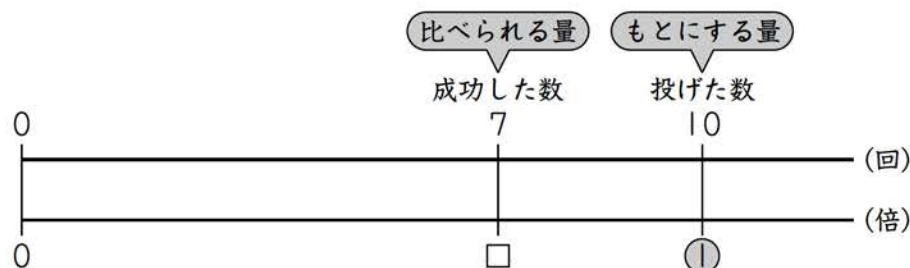 比べられる量 もとにする量
成功した数 投げた数
0 7 10
(回)
(倍)
0 □ 1